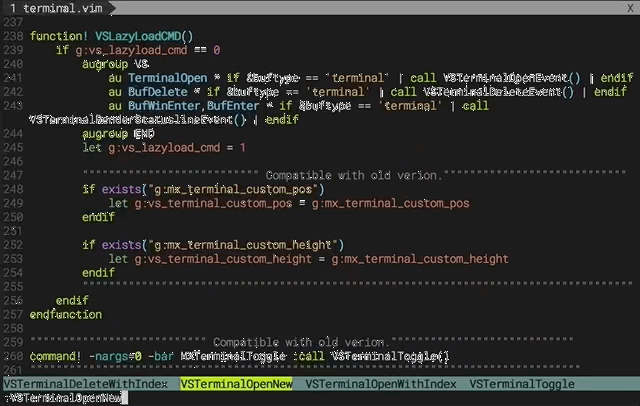 1 terminal.vim X
237
238 function! VSLazyLoadCMD()
239 if g:vs_lazyload_cmd == 0
240 augroup VS
241 au TerminalOpen * if &buftype == 'terminal' | call VSTerminalOpenEvent() | endif
242 au BufDelete * if &buftype == 'terminal' | call VSTerminalDeleteEvent() | endif
243 au BufWinEnter,BufEnter * if &buftype == 'terminal' | call
VSTerminalRenderStatuslineEvent() | endif
244 augroup END
245 let g:vs_lazyload_cmd = 1
246
247 Compatible with old verion.
248 if exists("g:mx_terminal_custom_pos")
249 let g:vs_terminal_custom_pos = g:mx_terminal_custom_pos
250 endif
251
252 if exists("g:mx_terminal_custom_height")
253 let g:vs_terminal_custom_height = g:mx_terminal_custom_height
254 endif
255
256 endif
257 endfunction
258
259 Compatible with old verion.
260 command! -nargs=0 -bar MXTerminalToggle :call VSTerminalToggle()
261
VSTerminalDeleteWithIndex VSTerminalOpenNew VSTerminalOpenWithIndex VSTerminalToggle
:VSTerminalOpenNew